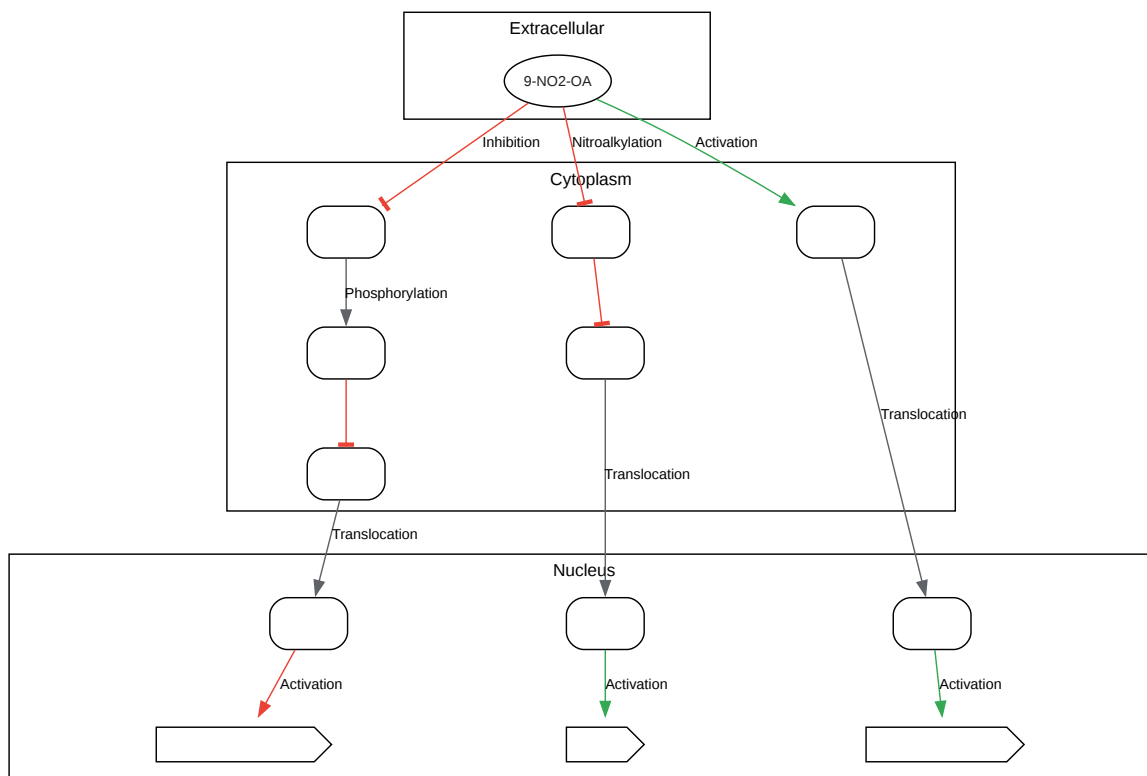 Extracellular
9-NO2-OA
Inhibition
Nitroalkylation
Activation
Cytoplasm
Phosphorylation
Translocation
Translocation
Translocation
Nucleus
Activation
Activation
Activation